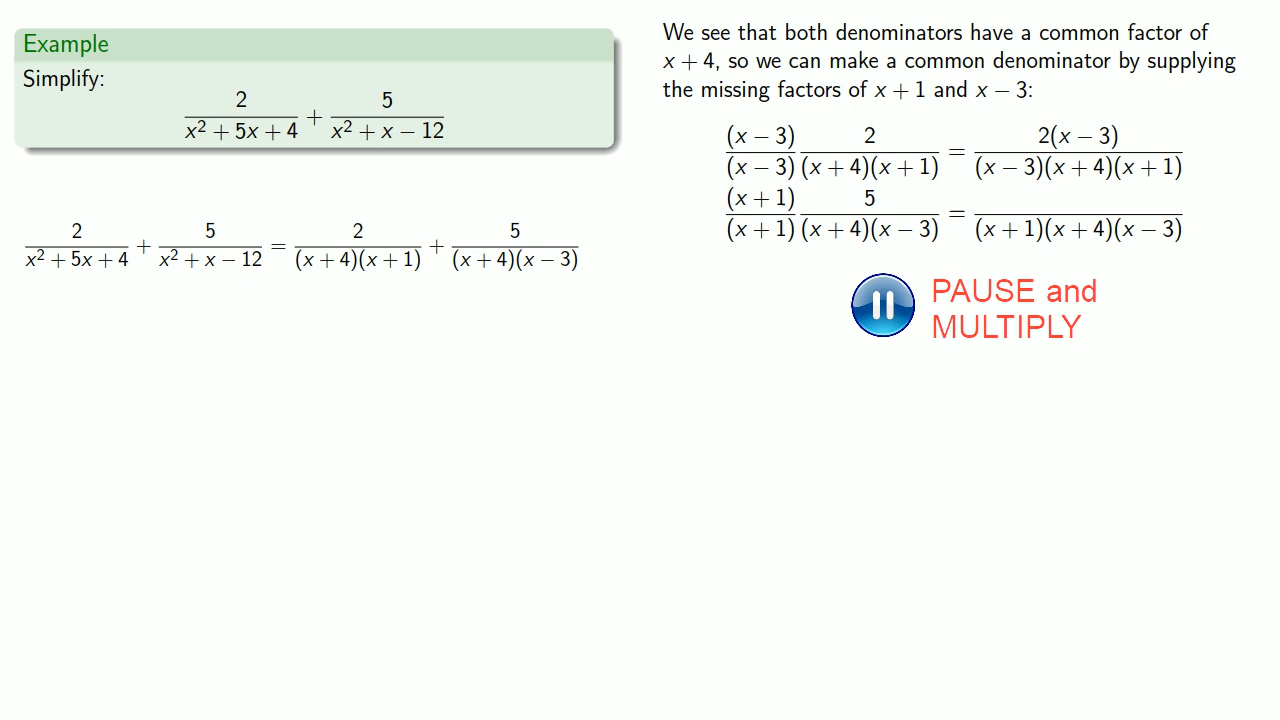 Example
Simplify:
2/(x² + 5x + 4) + 5/(x² + x − 12)
2/(x² + 5x + 4) + 5/(x² + x − 12) = 2/((x + 4)(x + 1)) + 5/((x + 4)(x − 3))
We see that both denominators have a common factor of
x + 4, so we can make a common denominator by supplying
the missing factors of x + 1 and x − 3:
(x − 3)/(x − 3) 2/((x + 4)(x + 1)) = 2(x − 3)/((x − 3)(x + 4)(x + 1))
(x + 1)/(x + 1) 5/((x + 4)(x − 3)) = /((x + 1)(x + 4)(x − 3))
PAUSE and
MULTIPLY